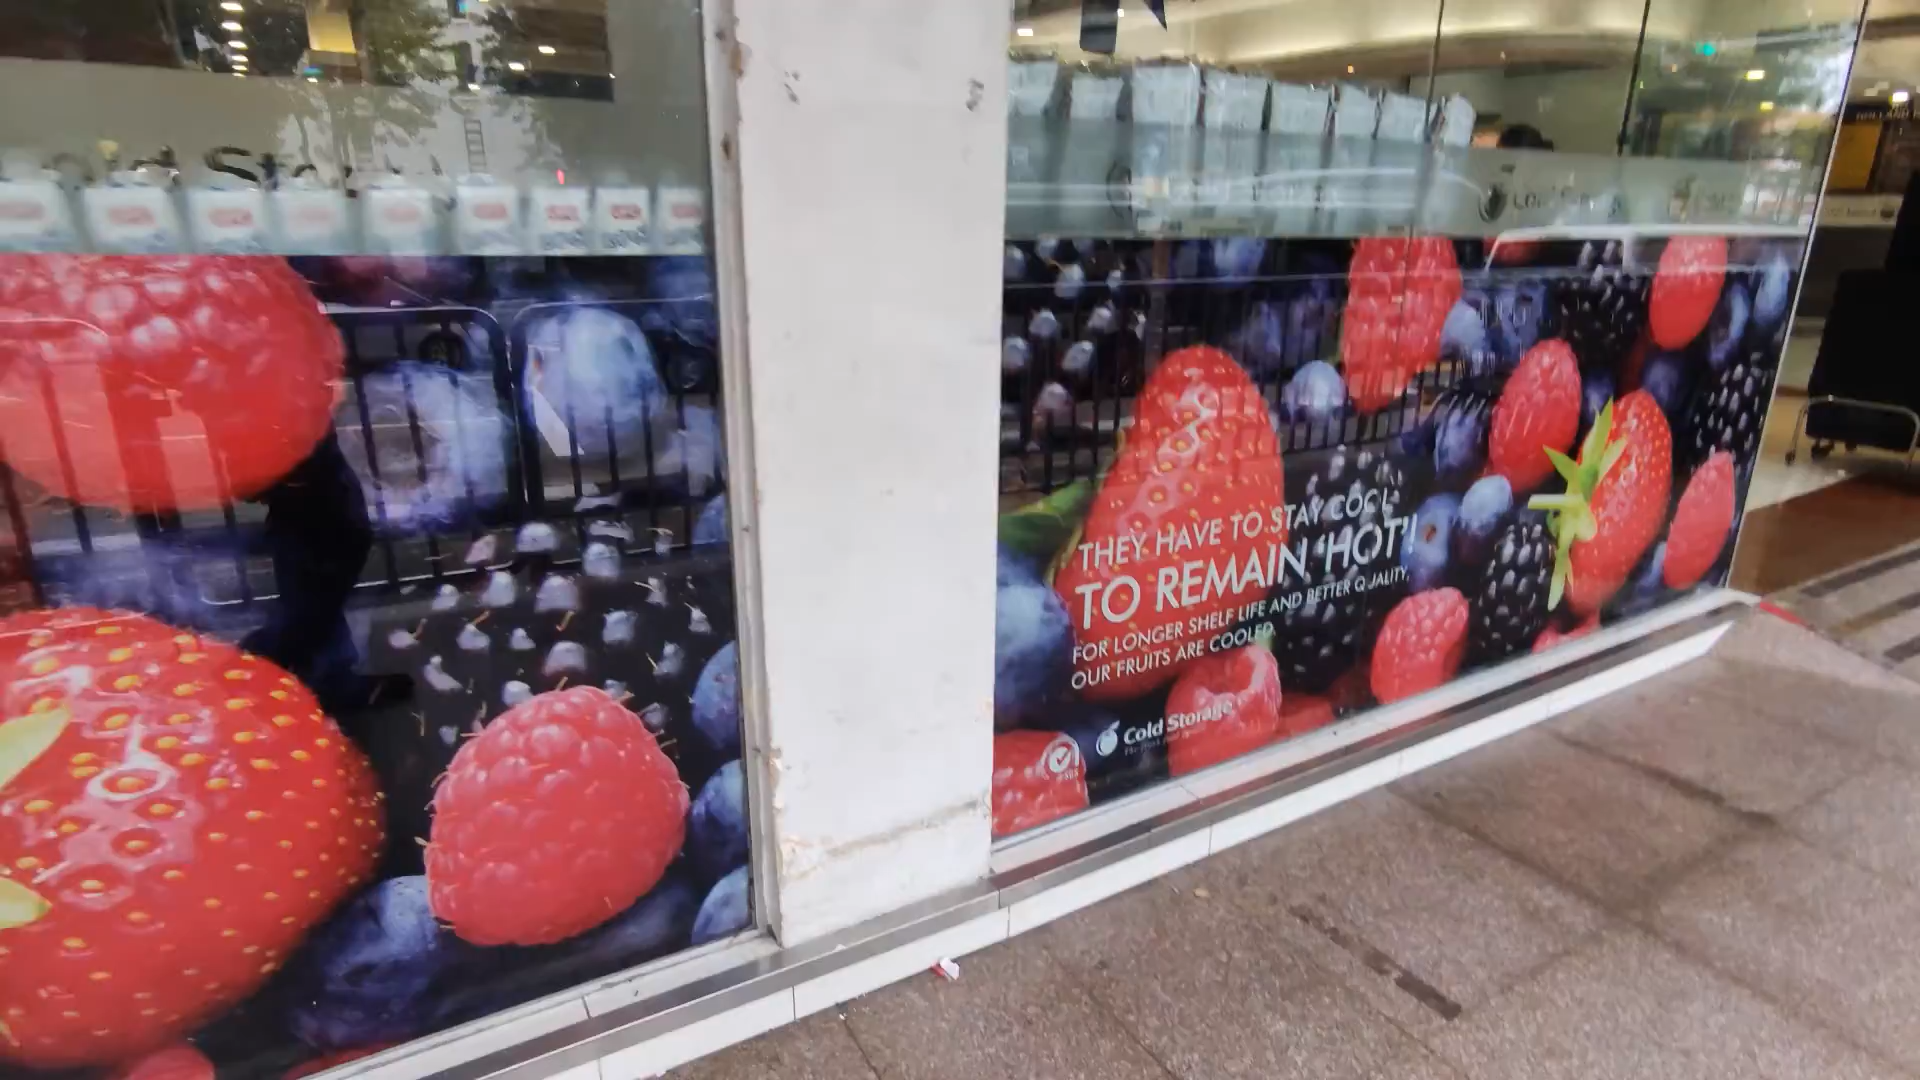 THEY HAVE TO STAY COOL
TO REMAIN 'HOT'!
FOR LONGER SHELF LIFE AND BETTER QUALITY,
OUR FRUITS ARE COOLED.
Cold Storage